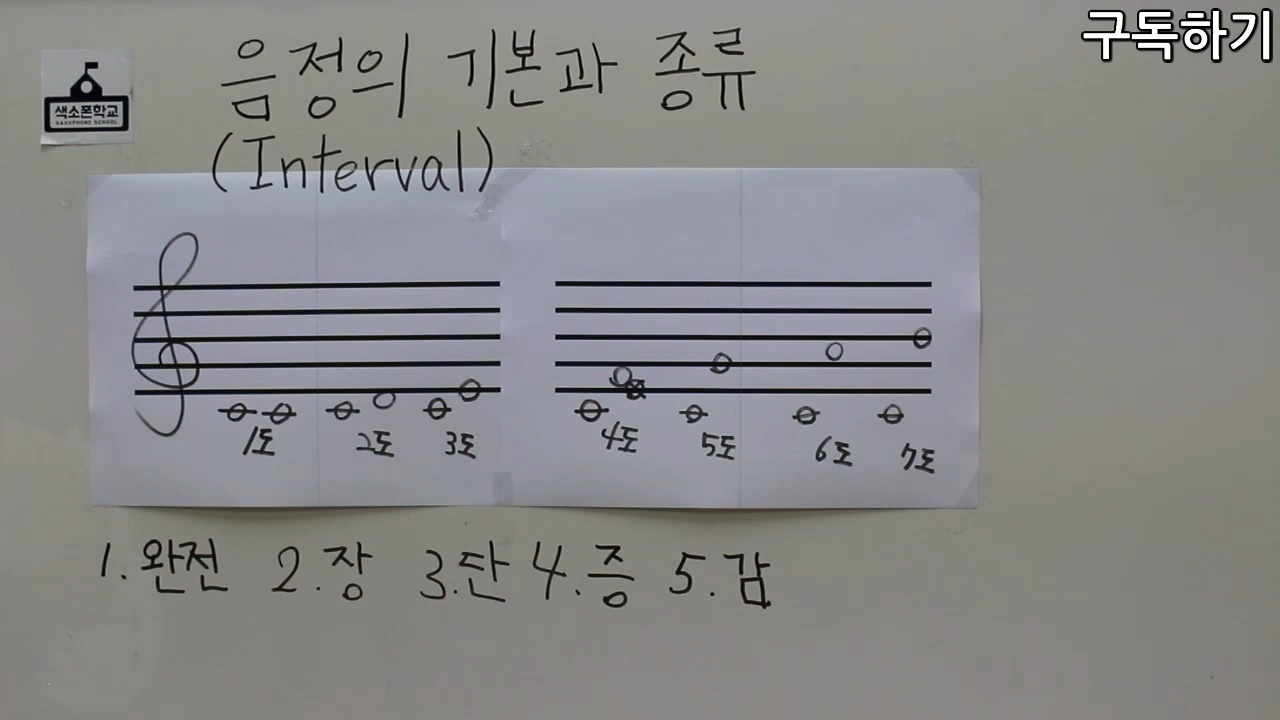 구독하기
음정의 기본과 종류
(Interval)
색소폰학교
SAXOPHONE SCHOOL
1도 2도 3도 4도 5도 6도 7도
1. 완전 2. 장 3. 단 4. 증 5. 감